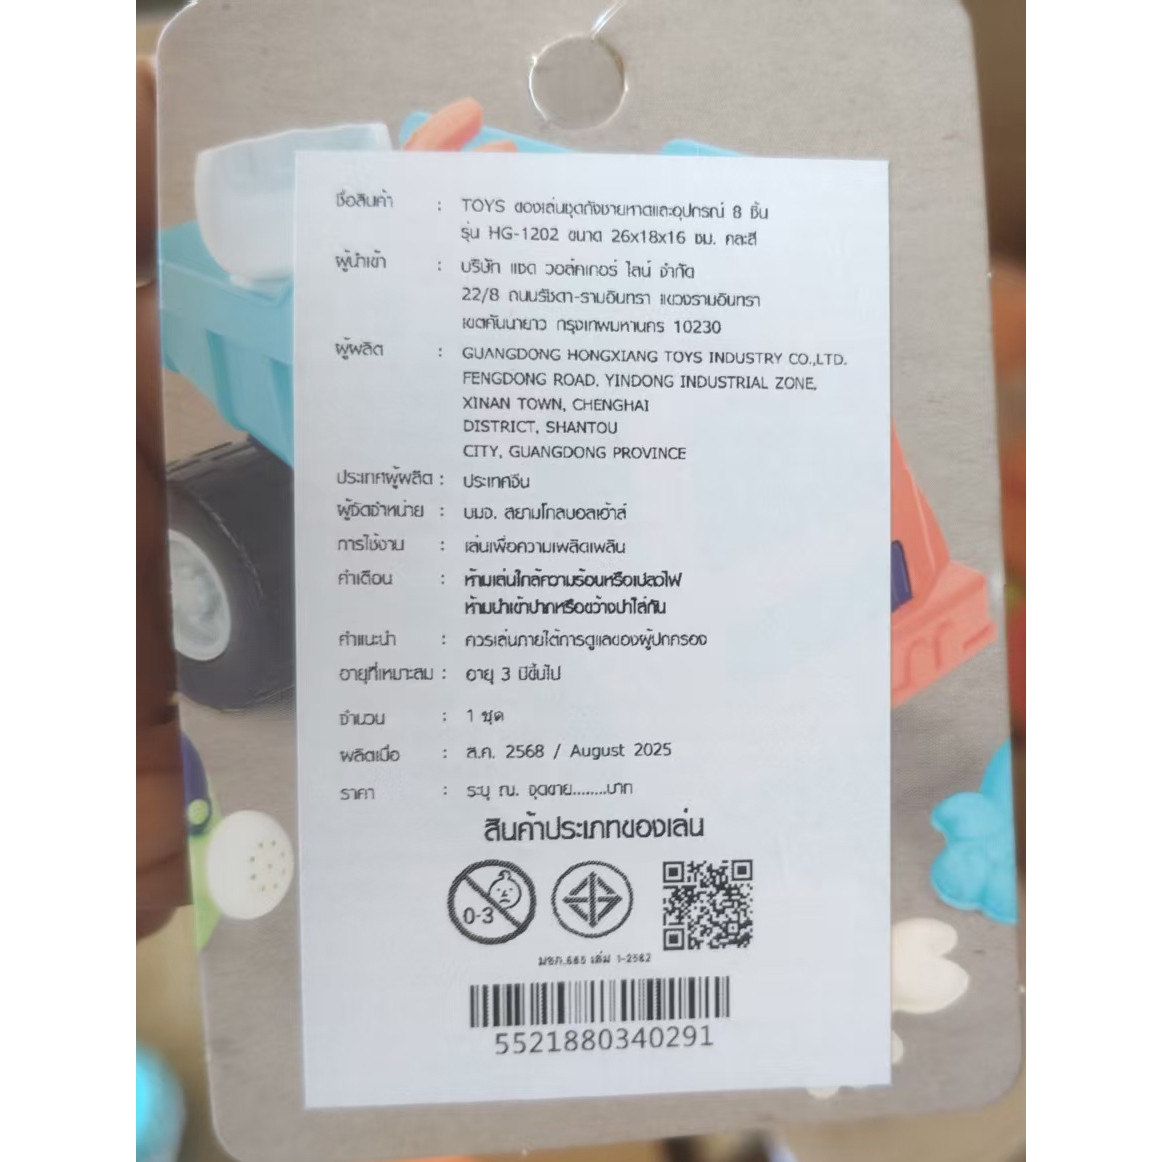 ชื่อสินค้า : TOYS ของเล่นชุดถังชายหาดและอุปกรณ์ 8 ชิ้น
รุ่น HG-1202 ขนาด 26x18x16 ซม. คละสี
ผู้นำเข้า : บริษัท แซด วอล์คเกอร์ ไลน์ จำกัด
22/8 ถนนรัชดา-รามอินทรา แขวงรามอินทรา
เขตคันนายาว กรุงเทพมหานคร 10230
ผู้ผลิต : GUANGDONG HONGXIANG TOYS INDUSTRY CO.,LTD.
FENGDONG ROAD, YINDONG INDUSTRIAL ZONE,
XINAN TOWN, CHENGHAI
DISTRICT, SHANTOU
CITY, GUANGDONG PROVINCE
ประเทศผู้ผลิต : ประเทศจีน
ผู้จัดจำหน่าย : บมจ. สยามโกลบอลเฮ้าส์
การใช้งาน : เล่นเพื่อความเพลิดเพลิน
คำเตือน : ห้ามเล่นใกล้ความร้อนหรือเปลวไฟ
ห้ามนำเข้าปากหรือขว้างปาใส่กัน
คำแนะนำ : ควรเล่นภายใต้การดูแลของผู้ปกครอง
อายุที่เหมาะสม : อายุ 3 ปีขึ้นไป
จำนวน : 1 ชุด
ผลิตเมื่อ : ส.ค. 2568 / August 2025
ราคา : ระบุ ณ. จุดขาย........บาท
สินค้าประเภทของเล่น
0-3
มอก.685 เล่ม 1-2562
5521880340291